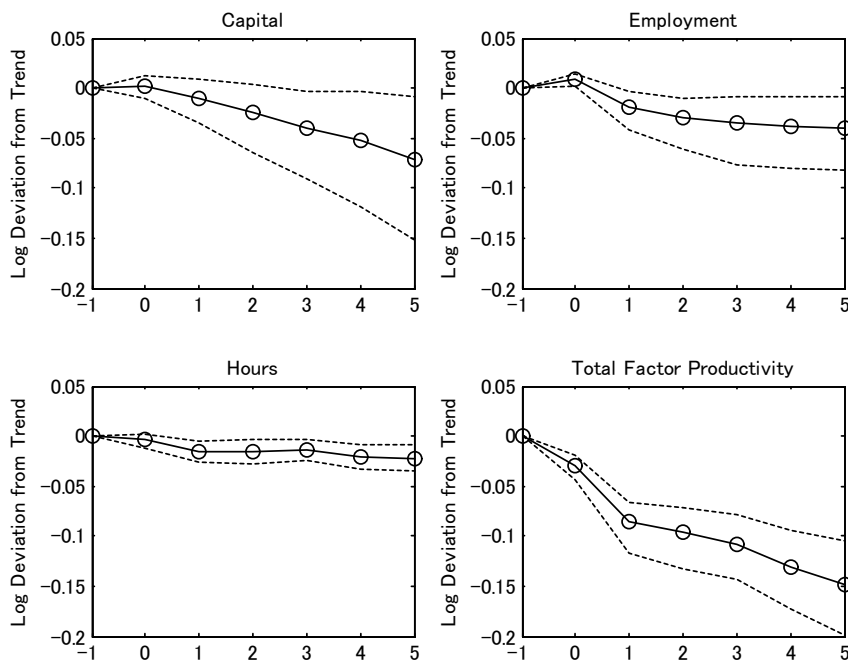 Capital
0.05
0
−0.05
−0.1
−0.15
−0.2
Log Deviation from Trend
−1 0 1 2 3 4 5
Employment
0.05
0
−0.05
−0.1
−0.15
−0.2
Log Deviation from Trend
−1 0 1 2 3 4 5
Hours
0.05
0
−0.05
−0.1
−0.15
−0.2
Log Deviation from Trend
−1 0 1 2 3 4 5
Total Factor Productivity
0.05
0
−0.05
−0.1
−0.15
−0.2
Log Deviation from Trend
−1 0 1 2 3 4 5